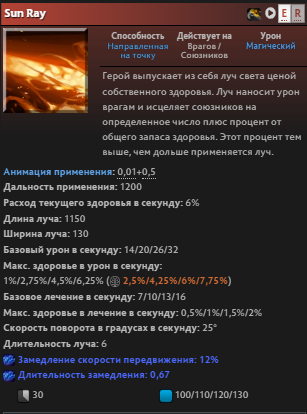 Sun Ray
E R
Способность
Направленная
на точку
Действует на
Врагов /
Союзников
Урон
Магический
Герой выпускает из себя луч света ценой
собственного здоровья. Луч наносит урон
врагам и исцеляет союзников на
определенное число плюс процент от
общего запаса здоровья. Этот процент тем
выше, чем дольше применяется луч.
Анимация применения: 0,01+0,5
Дальность применения: 1200
Расход текущего здоровья в секунду: 6%
Длина луча: 1150
Ширина луча: 130
Базовый урон в секунду: 14/20/26/32
Макс. здоровье в урон в секунду:
1%/2,75%/4,5%/6,25% (2,5%/4,25%/6%/7,75%)
Базовое лечение в секунду: 7/10/13/16
Макс. здоровье в лечение в секунду: 0,5%/1%/1,5%/2%
Скорость поворота в градусах в секунду: 25°
Длительность луча: 6
Замедление скорости передвижения: 12%
Длительность замедления: 0,67
30
100/110/120/130